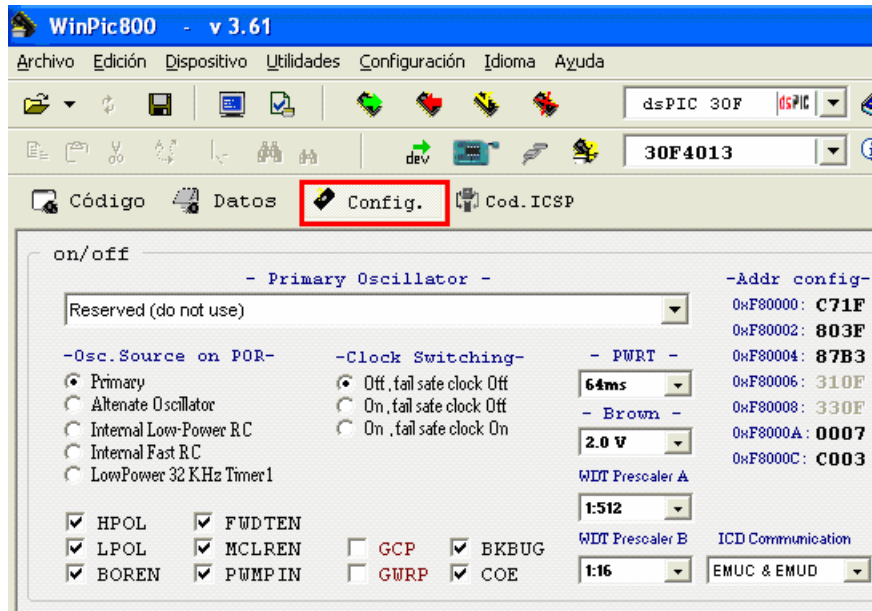 WinPic800 - v 3.61
Archivo Edición Dispositivo Utilidades Configuración Idioma Ayuda
dsPIC 30F dsPIC
dev 30F4013
Código Datos Config. Cod.ICSP
on/off
- Primary Oscillator -
Reserved (do not use)
-Osc.Source on POR-
Primary
Altenate Oscillator
Internal Low-Power RC
Internal Fast RC
LowPower 32 KHz Timer1
-Clock Switching-
Off, fail safe clock Off
On, fail safe clock Off
On ,fail safe clock On
- PWRT -
64ms
- Brown -
2.0 V
WDT Prescaler A
1:512
WDT Prescaler B
1:16
-Addr config-
0xF80000: C71F
0xF80002: 803F
0xF80004: 87B3
0xF80006: 310F
0xF80008: 330F
0xF8000A: 0007
0xF8000C: C003
ICD Communication
EMUC & EMUD
HPOL FWDTEN
LPOL MCLREN GCP BKBUG
BOREN PWMPIN GWRP COE